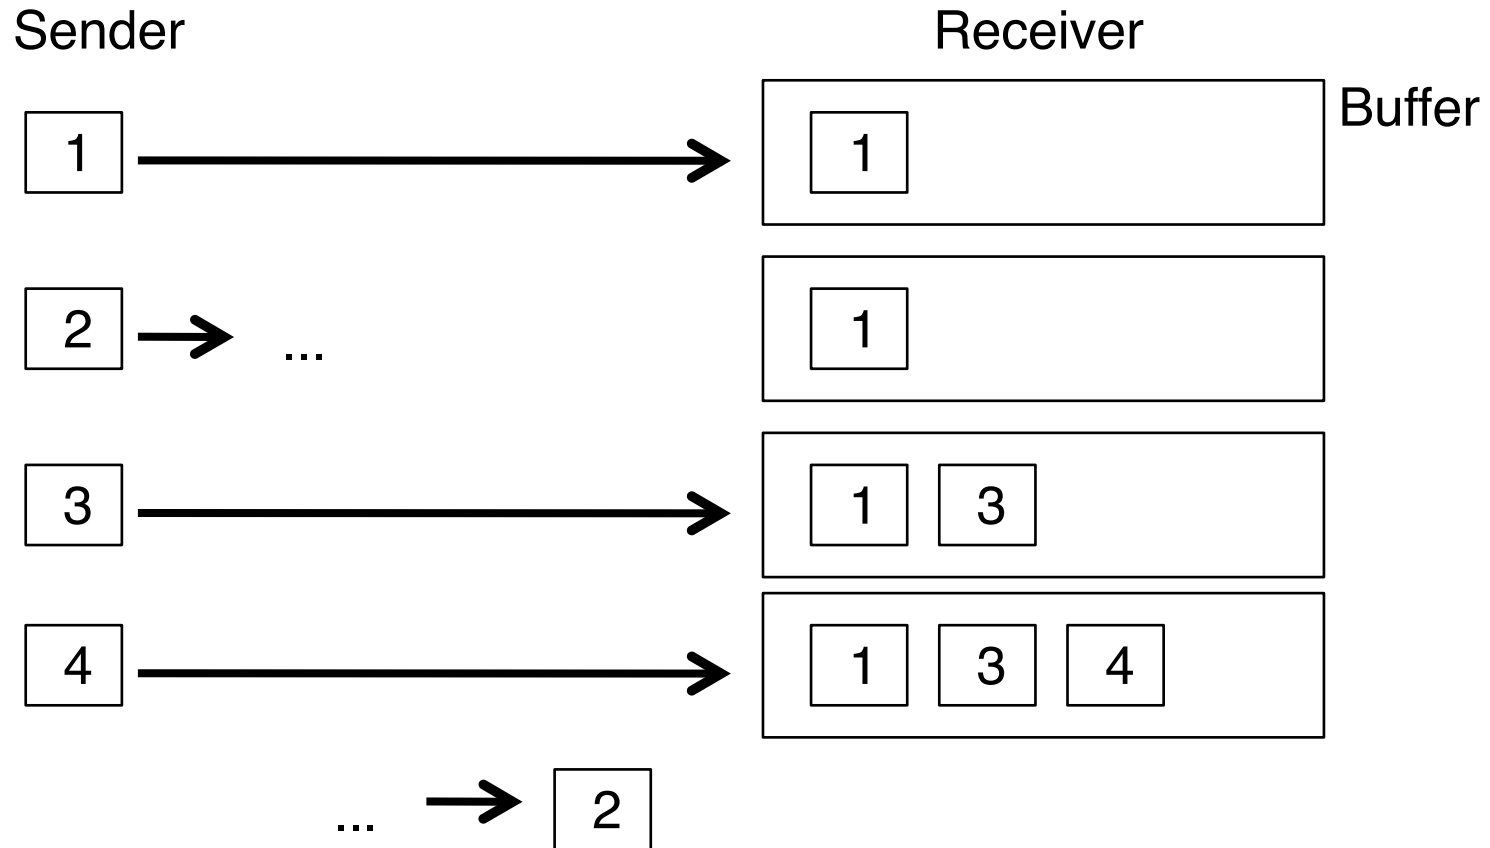 Sender Receiver
Buffer
1 1
2 ... 1
3 1 3
4 1 3 4
... 2